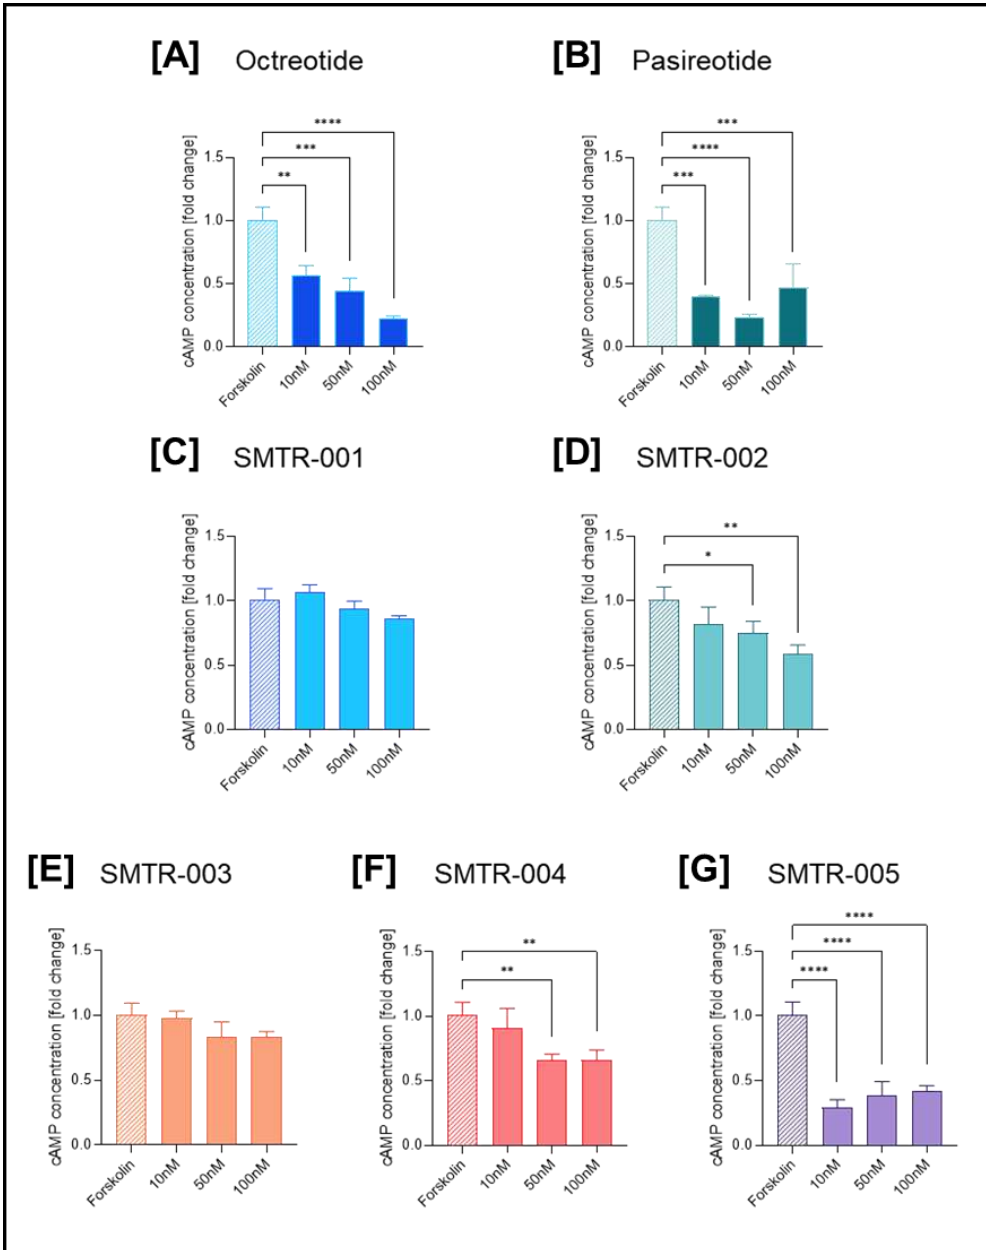 [A] Octreotide
cAMP concentration [fold change]
1.5
1.0
0.5
0.0
****
***
**
Forskolin
10nM
50nM
100nM
[B] Pasireotide
cAMP concentration [fold change]
1.5
1.0
0.5
0.0
***
****
***
Forskolin
10nM
50nM
100nM
[C] SMTR-001
cAMP concentration [fold change]
1.5
1.0
0.5
0.0
Forskolin
10nM
50nM
100nM
[D] SMTR-002
cAMP concentration [fold change]
1.5
1.0
0.5
0.0
**
*
Forskolin
10nM
50nM
100nM
[E] SMTR-003
cAMP concentration [fold change]
1.5
1.0
0.5
0.0
Forskolin
10nM
50nM
100nM
[F] SMTR-004
cAMP concentration [fold change]
1.5
1.0
0.5
0.0
**
**
Forskolin
10nM
50nM
100nM
[G] SMTR-005
cAMP concentration [fold change]
1.5
1.0
0.5
0.0
****
****
****
Forskolin
10nM
50nM
100nM